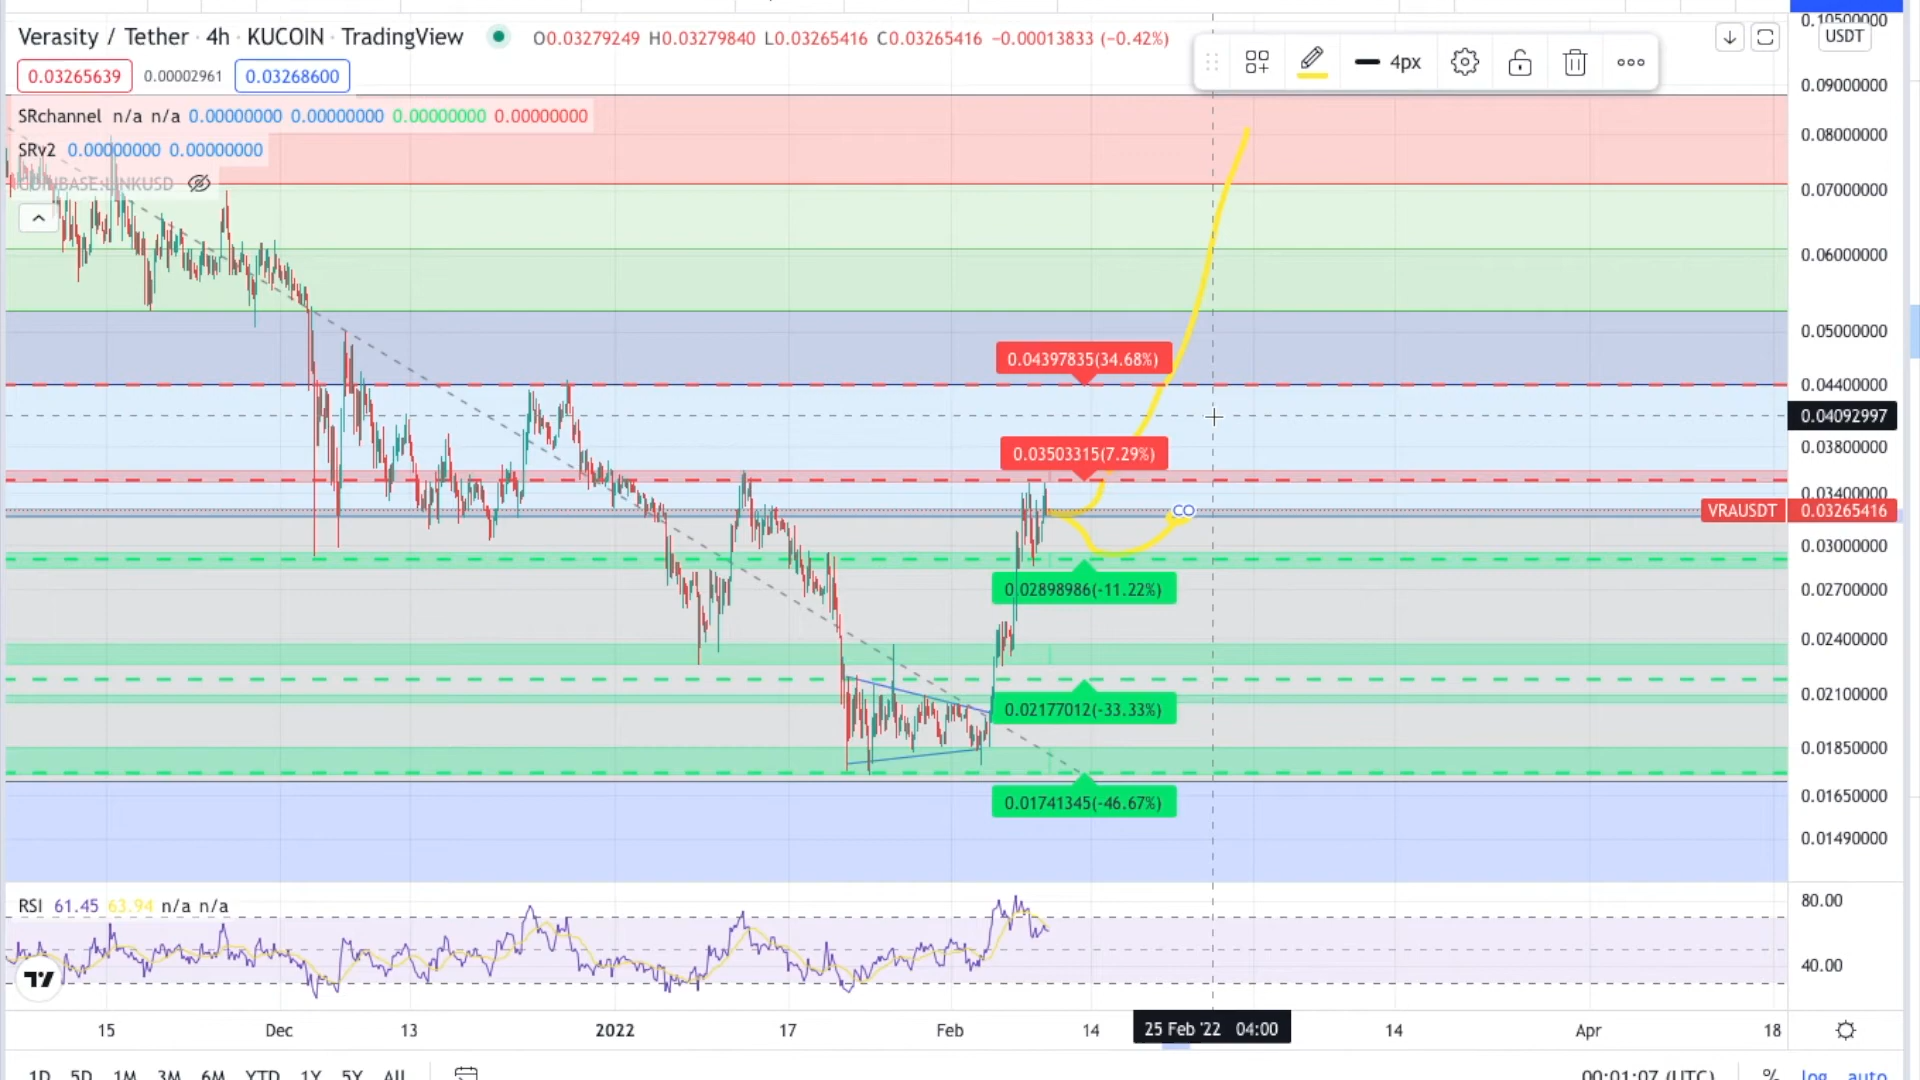 0.10500000
Verasity / Tether · 4h · KUCOIN · TradingView O0.03279249 H0.03279840 L0.03265416 C0.03265416 −0.00013833 (−0.42%)
USDT
4px
0.03265639 0.00002961 0.03268600
0.09000000
SRchannel n/a n/a 0.00000000 0.00000000 0.00000000 0.00000000
0.08000000
SRv2 0.00000000 0.00000000
COINBASE:LINKUSD
0.07000000
0.06000000
0.05000000
0.04397835(34.68%)
0.04400000
0.04092997
0.03800000
0.03503315(7.29%)
0.03400000
VRAUSDT 0.03265416
0.03000000
0.02898986(-11.22%)
0.02700000
0.02400000
0.02100000
0.02177012(-33.33%)
0.01850000
0.01741345(-46.67%)
0.01650000
0.01490000
RSI 61.45 63.94 n/a n/a
80.00
40.00
15 Dec 13 2022 17 Feb 14 25 Feb '22 04:00 14 Apr 18
1D 5D 1M 3M 6M YTD 1Y 5Y All 00:01:07 (UTC) % log auto